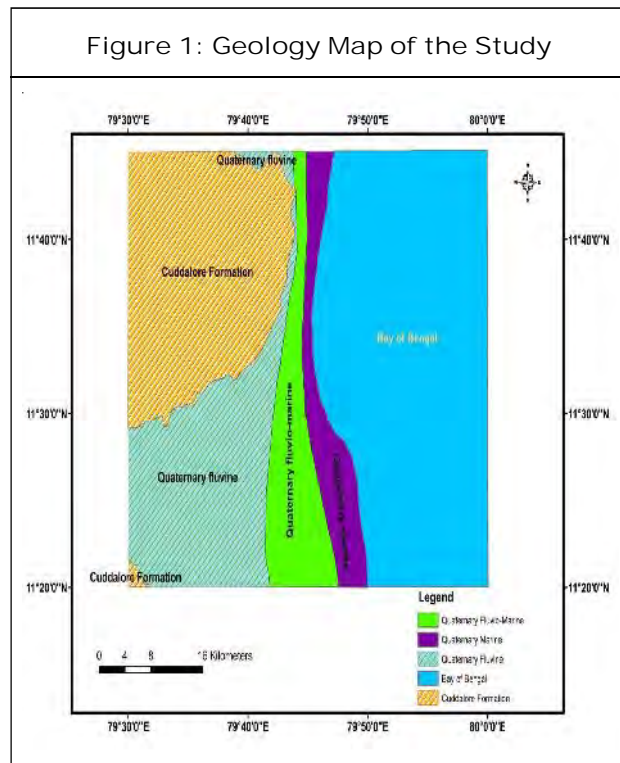 Figure 1: Geology Map of the Study
79°30'0"E 79°40'0"E 79°50'0"E 80°0'0"E
Quaternary fluvine
11°40'0"N 11°40'0"N
Cuddalore Formation
Bay of Bengal
11°30'0"N 11°30'0"N
Quaternary fluvio-marine
Quaternary fluvine
Cuddalore Formation
11°20'0"N 11°20'0"N
Legend
Quaternary Fluvio-Marine
Quaternary Marine
Quaternary Fluvine
Bay of Bengal
Cuddalore Formation
0 4 8 16 Kilometers
79°30'0"E 79°40'0"E 79°50'0"E 80°0'0"E